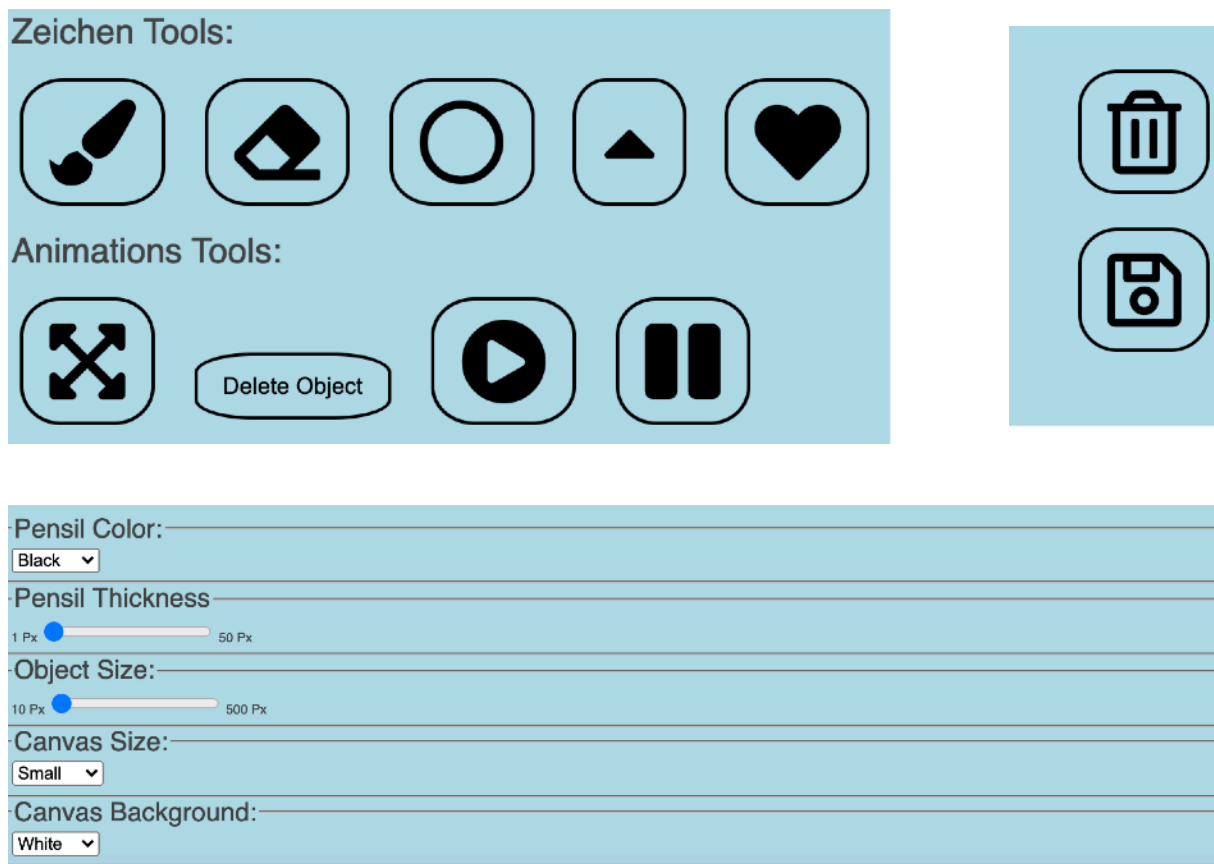 Zeichen Tools:
Animations Tools:
Delete Object
Pensil Color:
Black
Pensil Thickness
1 Px 50 Px
Object Size:
10 Px 500 Px
Canvas Size:
Small
Canvas Background:
White